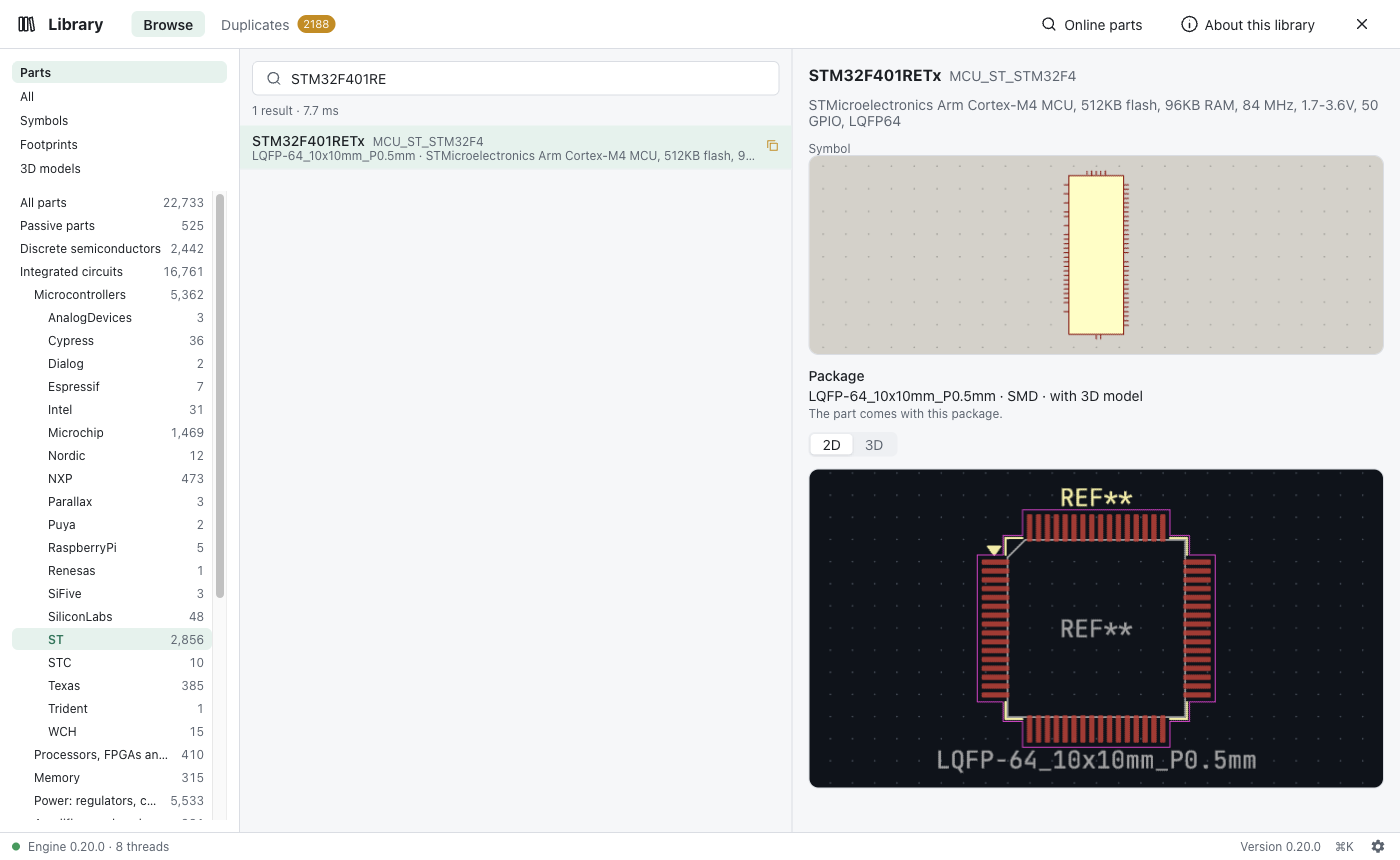 Library
Browse
Duplicates 2188
Online parts
About this library
Parts
All
Symbols
Footprints
3D models
All parts 22,733
Passive parts 525
Discrete semiconductors 2,442
Integrated circuits 16,761
Microcontrollers 5,362
AnalogDevices 3
Cypress 36
Dialog 2
Espressif 7
Intel 31
Microchip 1,469
Nordic 12
NXP 473
Parallax 3
Puya 2
RaspberryPi 5
Renesas 1
SiFive 3
SiliconLabs 48
ST 2,856
STC 10
Texas 385
Trident 1
WCH 15
Processors, FPGAs an... 410
Memory 315
Power: regulators, c... 5,533
STM32F401RE
1 result · 7.7 ms
STM32F401RETx MCU_ST_STM32F4
LQFP-64_10x10mm_P0.5mm · STMicroelectronics Arm Cortex-M4 MCU, 512KB flash, 9...
STM32F401RETx MCU_ST_STM32F4
STMicroelectronics Arm Cortex-M4 MCU, 512KB flash, 96KB RAM, 84 MHz, 1.7-3.6V, 50
GPIO, LQFP64
Symbol
Package
LQFP-64_10x10mm_P0.5mm · SMD · with 3D model
The part comes with this package.
2D 3D
REF**
REF**
LQFP-64_10x10mm_P0.5mm
Engine 0.20.0 · 8 threads
Version 0.20.0 ⌘K